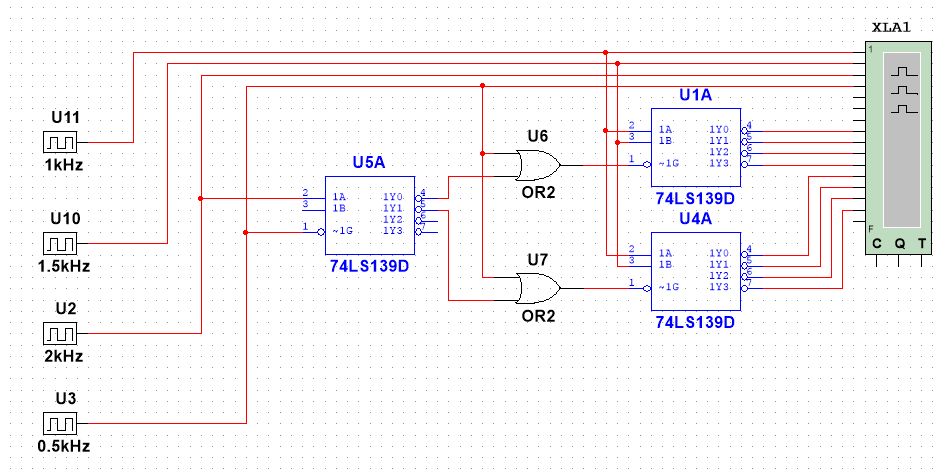 XLA1
1
F
C Q T
U11
1kHz
U10
1.5kHz
U2
2kHz
U3
0.5kHz
U5A
2 1A 1Y0 4
3 1B 1Y1 5
1Y2 6
1 ~1G 1Y3 7
74LS139D
U6
OR2
U7
OR2
U1A
2 1A 1Y0 4
3 1B 1Y1 5
1Y2 6
1 ~1G 1Y3 7
74LS139D
U4A
2 1A 1Y0 4
3 1B 1Y1 5
1Y2 6
1 ~1G 1Y3 7
74LS139D